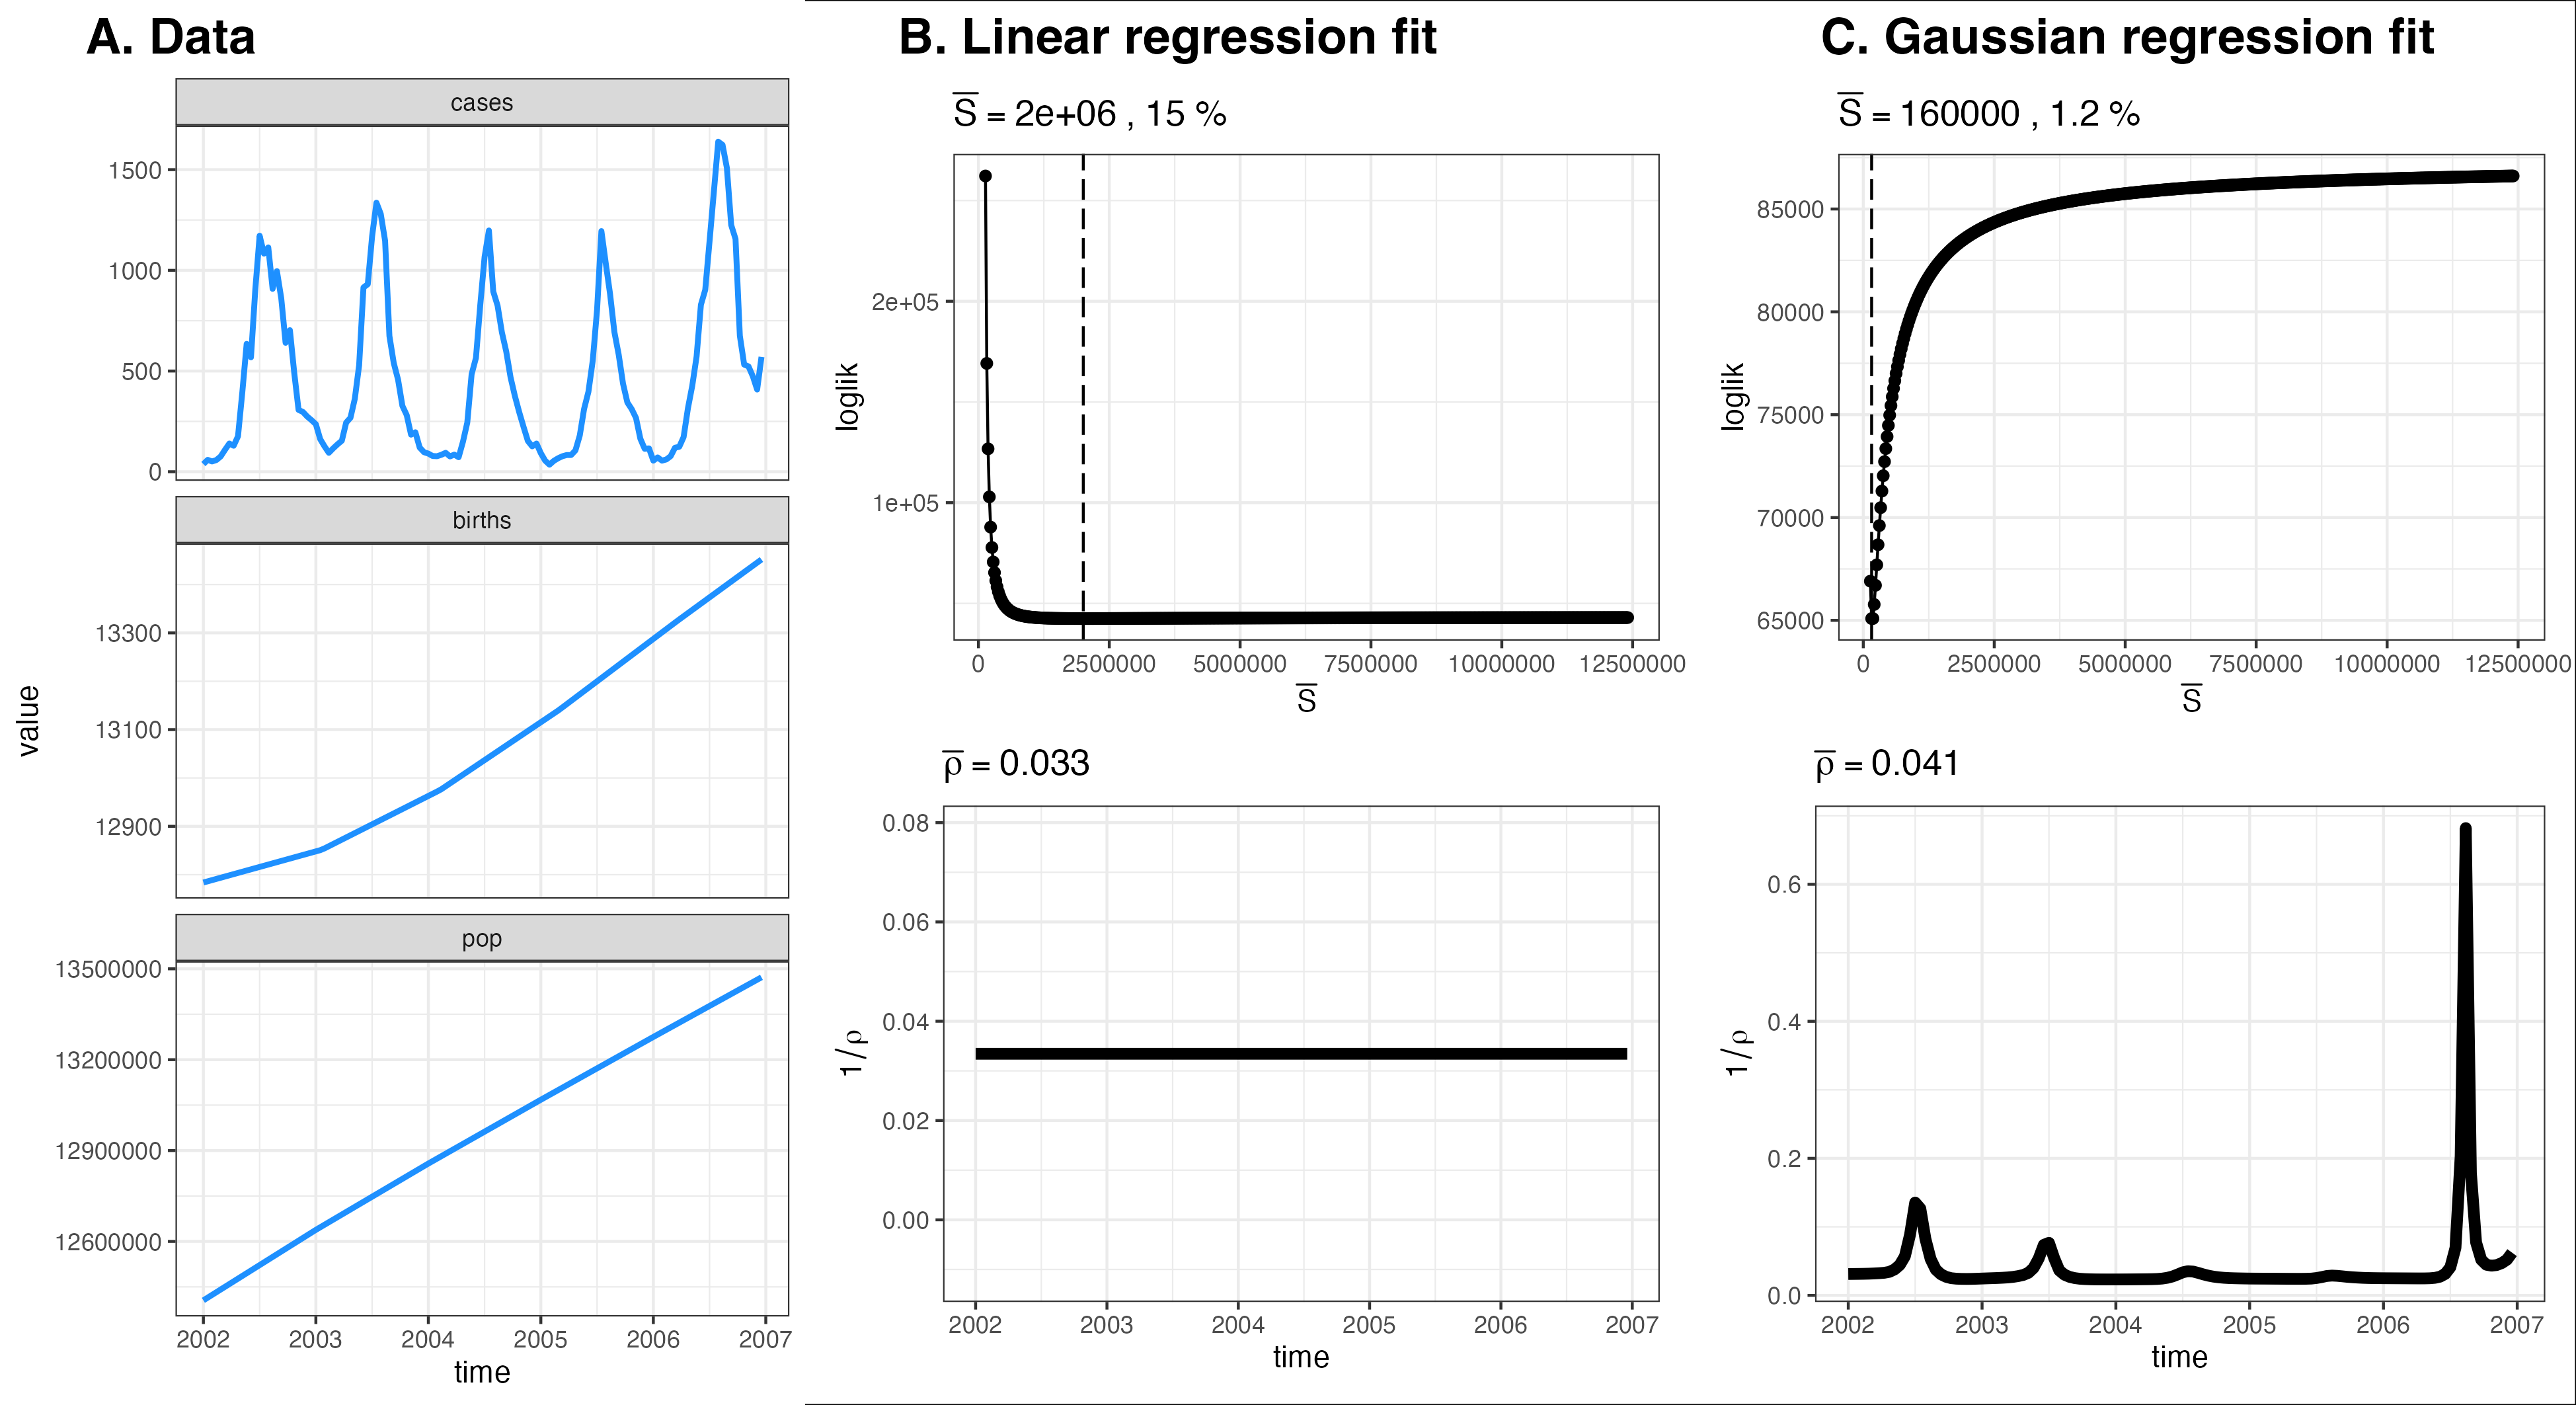 A. Data
cases
1500
1000
500
0
births
13300
13100
12900
pop
13500000
13200000
12900000
12600000
2002 2003 2004 2005 2006 2007
time
value
B. Linear regression fit
S̅ = 2e+06 , 15 %
2e+05
1e+05
loglik
0 2500000 5000000 7500000 10000000 12500000
S̅
ρ̅ = 0.033
0.08
0.06
0.04
0.02
0.00
1/ρ
2002 2003 2004 2005 2006 2007
time
C. Gaussian regression fit
S̅ = 160000 , 1.2 %
85000
80000
75000
70000
65000
loglik
0 2500000 5000000 7500000 10000000 12500000
S̅
ρ̅ = 0.041
0.6
0.4
0.2
0.0
1/ρ
2002 2003 2004 2005 2006 2007
time